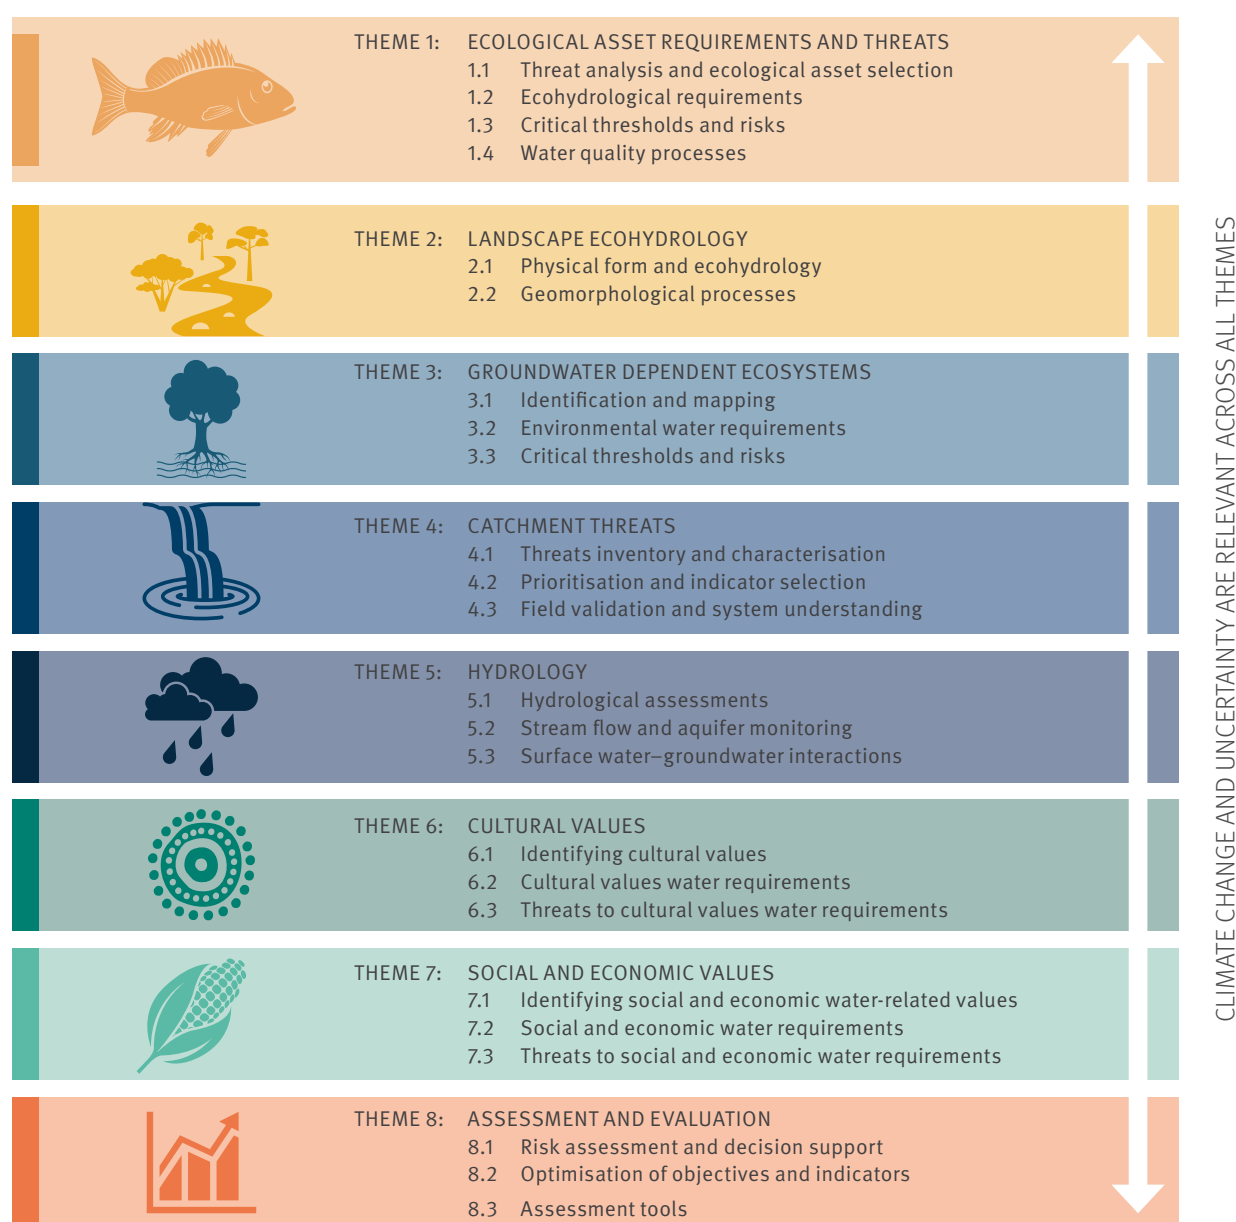 THEME 1: ECOLOGICAL ASSET REQUIREMENTS AND THREATS
1.1 Threat analysis and ecological asset selection
1.2 Ecohydrological requirements
1.3 Critical thresholds and risks
1.4 Water quality processes
THEME 2: LANDSCAPE ECOHYDROLOGY
2.1 Physical form and ecohydrology
2.2 Geomorphological processes
THEME 3: GROUNDWATER DEPENDENT ECOSYSTEMS
3.1 Identification and mapping
3.2 Environmental water requirements
3.3 Critical thresholds and risks
THEME 4: CATCHMENT THREATS
4.1 Threats inventory and characterisation
4.2 Prioritisation and indicator selection
4.3 Field validation and system understanding
THEME 5: HYDROLOGY
5.1 Hydrological assessments
5.2 Stream flow and aquifer monitoring
5.3 Surface water–groundwater interactions
THEME 6: CULTURAL VALUES
6.1 Identifying cultural values
6.2 Cultural values water requirements
6.3 Threats to cultural values water requirements
THEME 7: SOCIAL AND ECONOMIC VALUES
7.1 Identifying social and economic water-related values
7.2 Social and economic water requirements
7.3 Threats to social and economic water requirements
THEME 8: ASSESSMENT AND EVALUATION
8.1 Risk assessment and decision support
8.2 Optimisation of objectives and indicators
8.3 Assessment tools
CLIMATE CHANGE AND UNCERTAINTY ARE RELEVANT ACROSS ALL THEMES